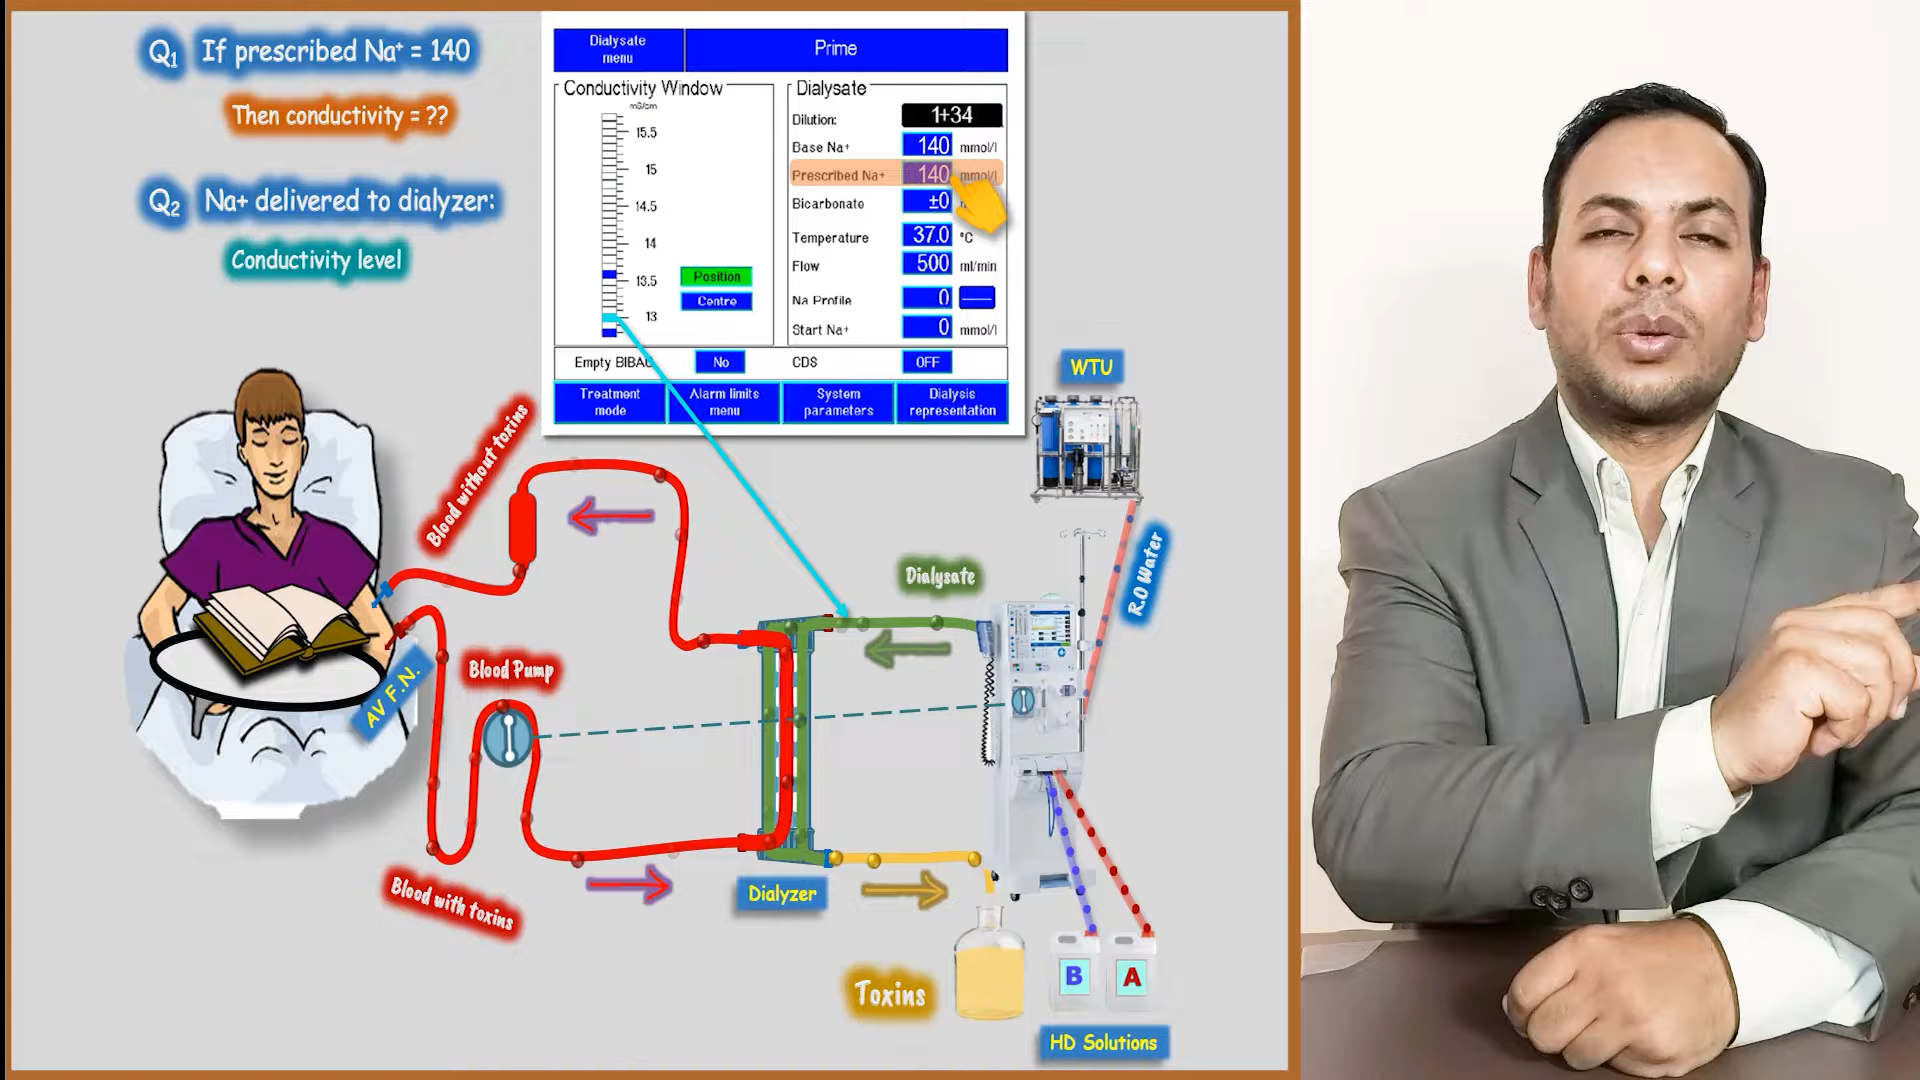 Q1 If prescribed Na⁺ = 140
Then conductivity = ??
Q2 Na+ delivered to dialyzer:
Conductivity level
Dialysate
menu
Prime
Conductivity Window
mS/cm
15.5
15
14.5
14
13.5
13
Position
Centre
Dialysate
Dilution: 1+34
Base Na+ 140 mmol/l
Prescribed Na+ 140 mmol/l
Bicarbonate ±0
Temperature 37.0 °C
Flow 500 ml/min
Na Profile 0
Start Na+ 0 mmol/l
Empty BIBAG No CDS OFF
Treatment
mode
Alarm limits
menu
System
parameters
Dialysis
representation
WTU
Blood without toxins
R.O Water
Dialysate
AV F.N.
Blood Pump
Blood with toxins
Dialyzer
Toxins
B
A
HD Solutions